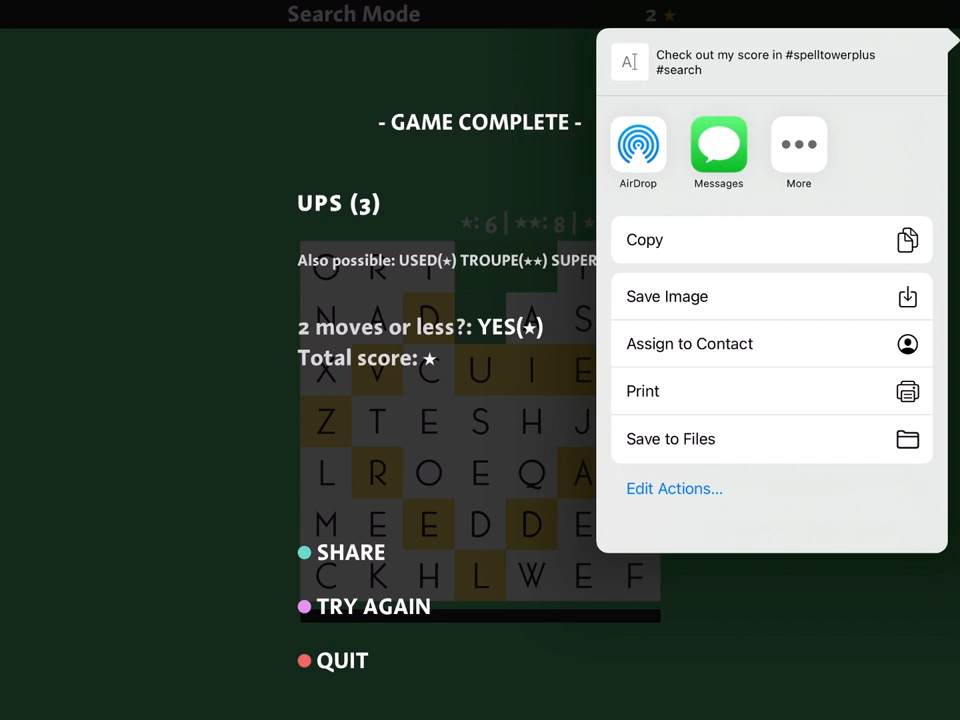 Search Mode
2 ★
Check out my score in #spelltowerplus
#search
- GAME COMPLETE -
AirDrop
Messages
More
UPS (3)
★: 6 | ★★: 8 | ★
Copy
Also possible: USED(★) TROUPE(★★) SUPER
O R I
Save Image
N A D A S
2 moves or less?: YES(★)
Total score: ★
Assign to Contact
X V C U I E
Print
Z T E S H J
Save to Files
L R O E Q A
Edit Actions...
M E E D D E
SHARE
C K H L W E F
TRY AGAIN
QUIT